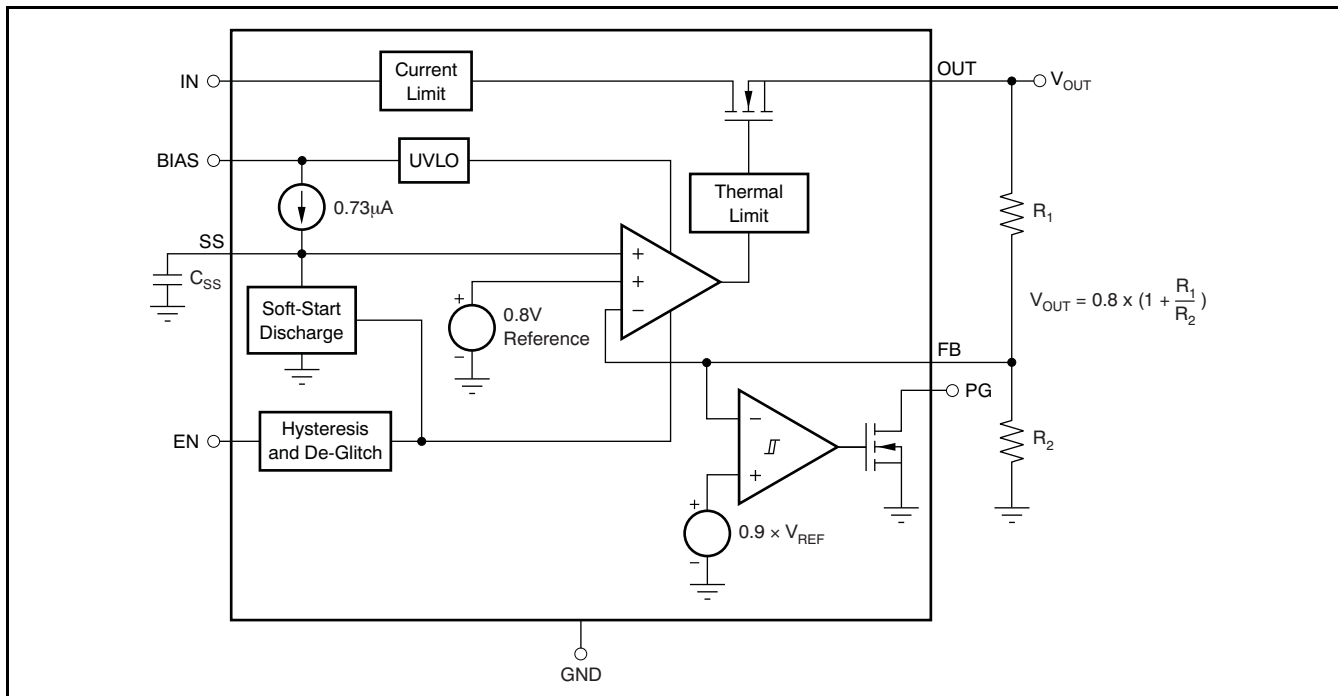 IN
Current
Limit
OUT
V_OUT
BIAS
UVLO
0.73µA
Thermal
Limit
R_1
SS
C_SS
+
+
−
Soft-Start
Discharge
+
−
0.8V
Reference
V_OUT = 0.8 x (1 + R_1/R_2)
FB
PG
EN
Hysteresis
and De-Glitch
−
+
R_2
+
−
0.9 × V_REF
GND